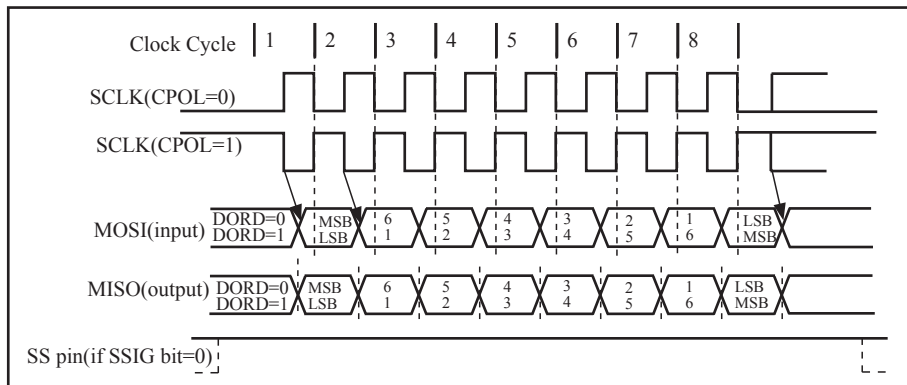 Clock Cycle 1 2 3 4 5 6 7 8
SCLK(CPOL=0)
SCLK(CPOL=1)
MOSI(input) DORD=0 MSB 6 5 4 3 2 1 LSB
DORD=1 LSB 1 2 3 4 5 6 MSB
MISO(output) DORD=0 MSB 6 5 4 3 2 1 LSB
DORD=1 LSB 1 2 3 4 5 6 MSB
SS pin(if SSIG bit=0)